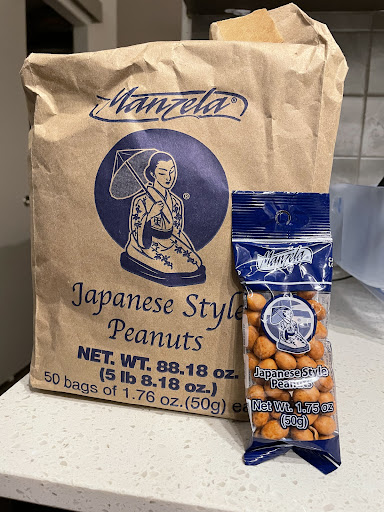 Manzela®
®
Japanese Style
Peanuts
NET. WT. 88.18 oz.
(5 lb 8.18 oz.)
50 bags of 1.76 oz.(50g)
Manzela
Japanese Style
Peanuts
Net Wt. 1.75 oz
(50g)